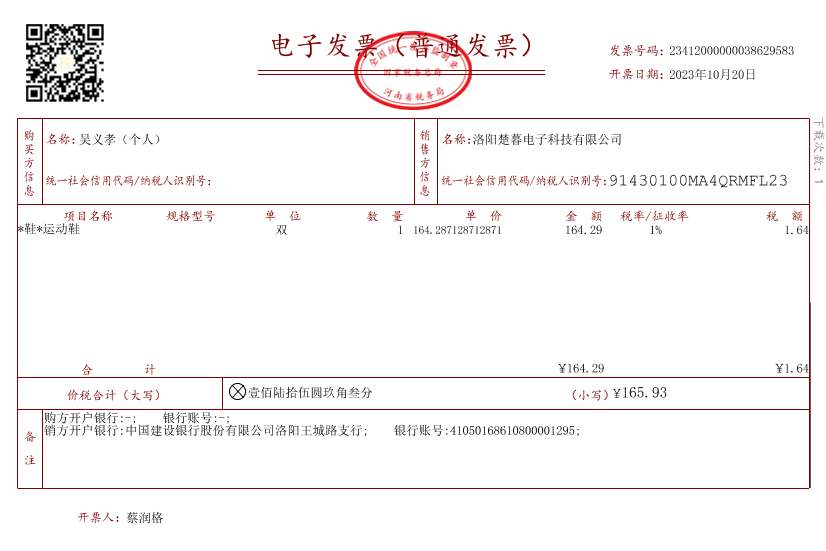 电子发票（普通发票）
全国统一发票监制章
国家税务总局
河南省税务局
发票号码：23412000000038629583
开票日期：2023年10月20日
下载次数：1
购买方信息
名称：吴义孝（个人）
统一社会信用代码/纳税人识别号：
销售方信息
名称：洛阳楚暮电子科技有限公司
统一社会信用代码/纳税人识别号：91430100MA4QRMFL23
项目名称 规格型号 单位 数量 单价 金额 税率/征收率 税额
*鞋*运动鞋 双 1 164.287128712871 164.29 1% 1.64
合计 ¥164.29 ¥1.64
价税合计（大写） ⊗壹佰陆拾伍圆玖角叁分 （小写）¥165.93
备注
购方开户银行:-; 银行账号:-;
销方开户银行:中国建设银行股份有限公司洛阳王城路支行; 银行账号:41050168610800001295;
开票人：蔡润格